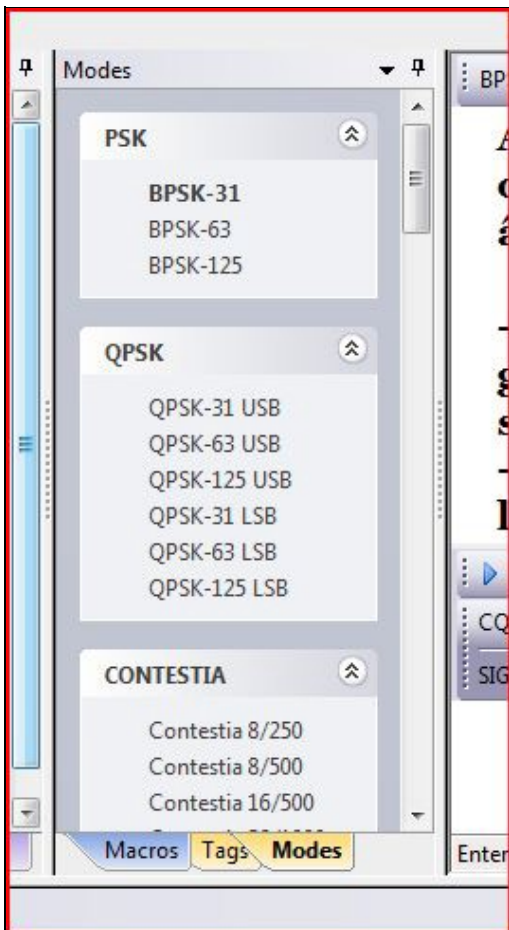 Modes
BP
PSK
BPSK-31
BPSK-63
BPSK-125
QPSK
QPSK-31 USB
QPSK-63 USB
QPSK-125 USB
QPSK-31 LSB
QPSK-63 LSB
QPSK-125 LSB
CONTESTIA
Contestia 8/250
Contestia 8/500
Contestia 16/500
CQ
SIG
Macros Tags Modes
Enter